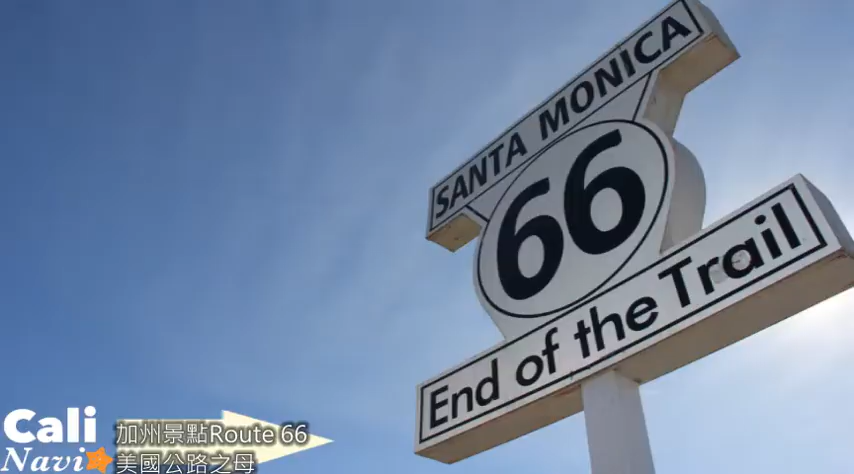 SANTA MONICA
66
End of the Trail
Cali
Navi
加州景點Route 66
美國公路之母